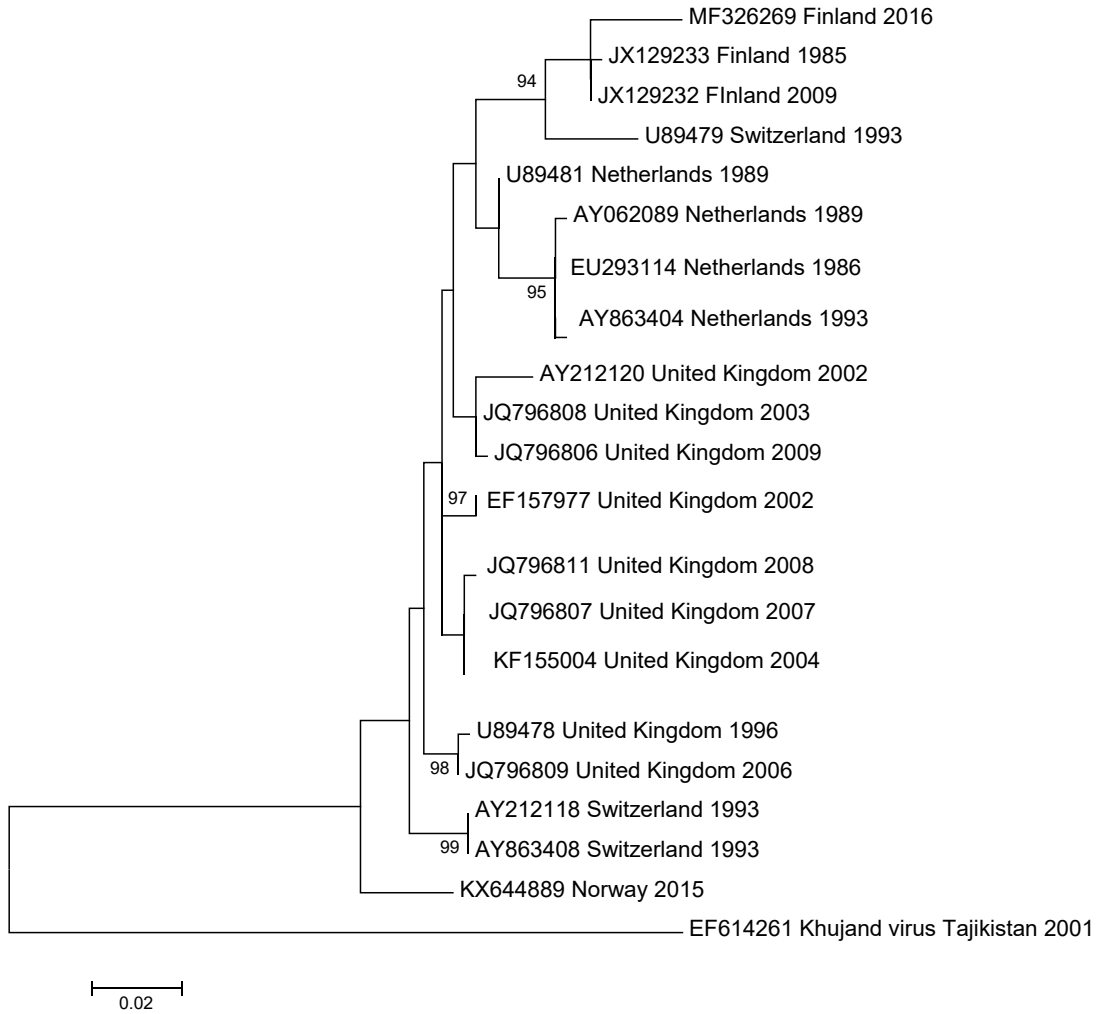 MF326269 Finland 2016
JX129233 Finland 1985
94
JX129232 FInland 2009
U89479 Switzerland 1993
U89481 Netherlands 1989
AY062089 Netherlands 1989
EU293114 Netherlands 1986
95
AY863404 Netherlands 1993
AY212120 United Kingdom 2002
JQ796808 United Kingdom 2003
JQ796806 United Kingdom 2009
97
EF157977 United Kingdom 2002
JQ796811 United Kingdom 2008
JQ796807 United Kingdom 2007
KF155004 United Kingdom 2004
U89478 United Kingdom 1996
98
JQ796809 United Kingdom 2006
AY212118 Switzerland 1993
99
AY863408 Switzerland 1993
KX644889 Norway 2015
EF614261 Khujand virus Tajikistan 2001
0.02